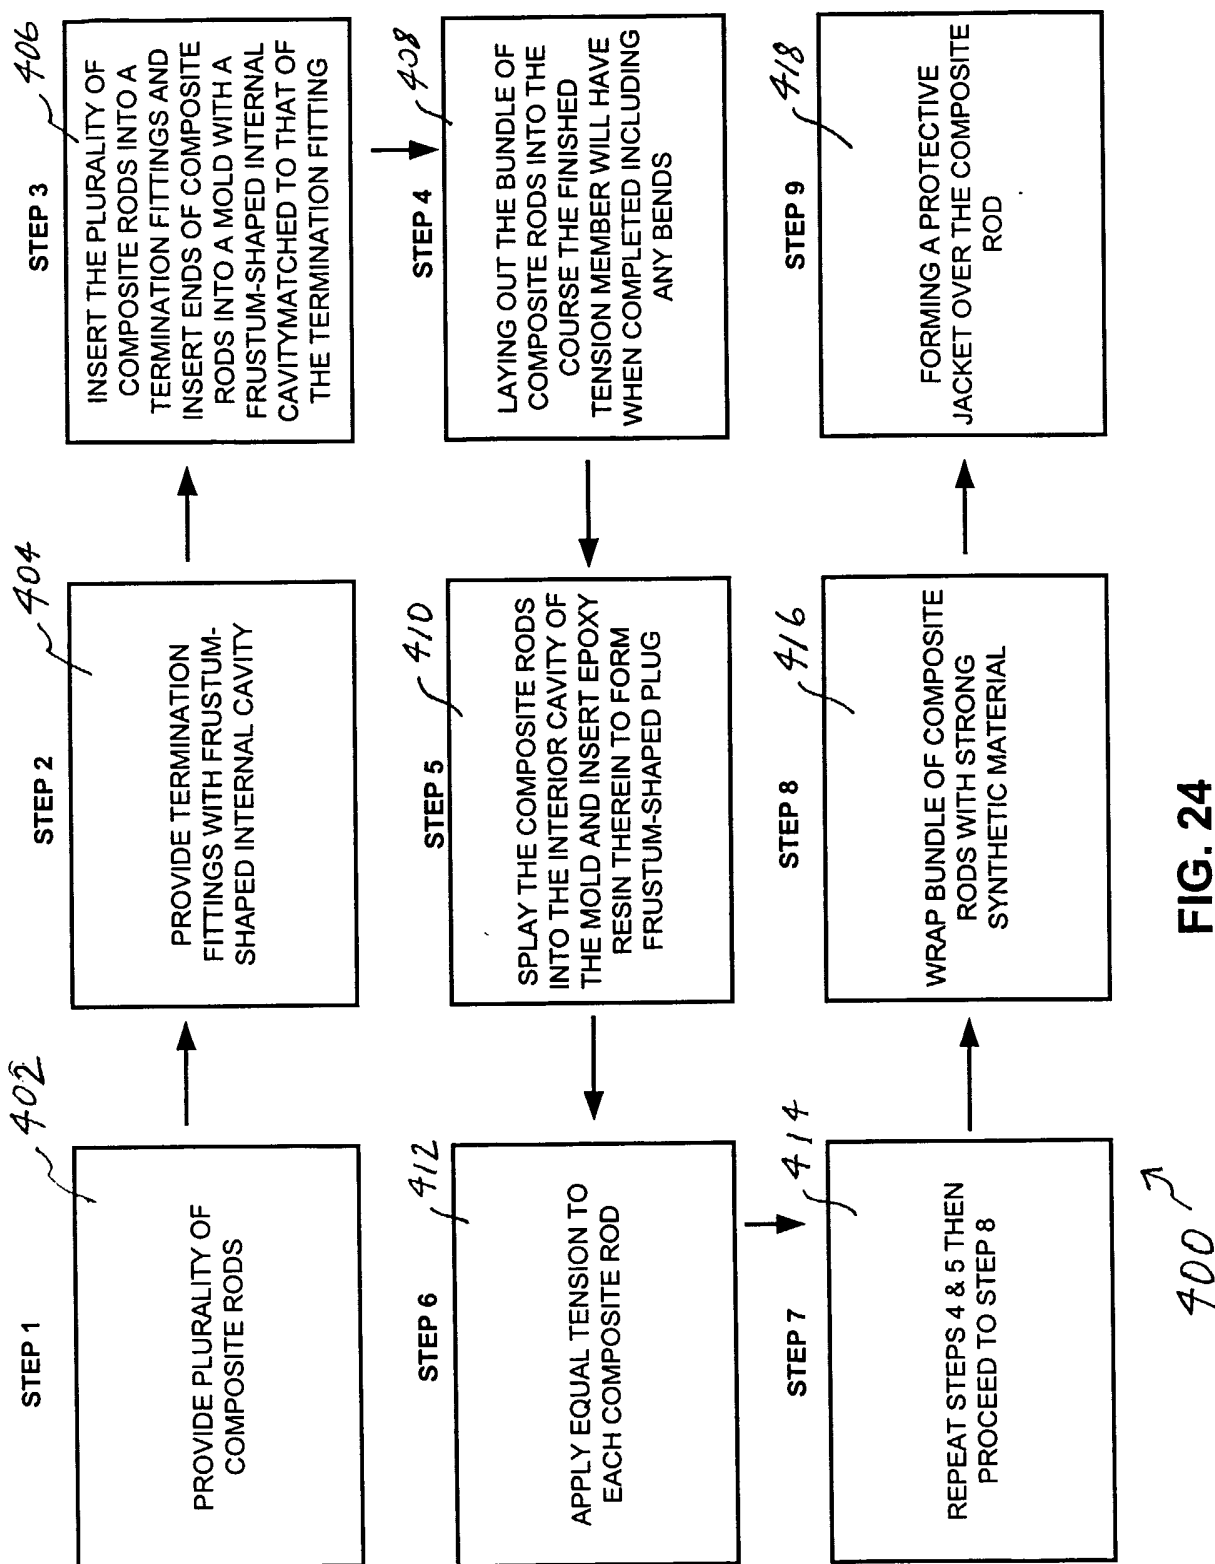 STEP 1
402
PROVIDE PLURALITY OF
COMPOSITE RODS
STEP 2
404
PROVIDE TERMINATION
FITTINGS WITH FRUSTUM-
SHAPED INTERNAL CAVITY
STEP 3
406
INSERT THE PLURALITY OF
COMPOSITE RODS INTO A
TERMINATION FITTINGS AND
INSERT ENDS OF COMPOSITE
RODS INTO A MOLD WITH A
FRUSTUM-SHAPED INTERNAL
CAVITYMATCHED TO THAT OF
THE TERMINATION FITTING
STEP 4
408
LAYING OUT THE BUNDLE OF
COMPOSITE RODS INTO THE
COURSE THE FINISHED
TENSION MEMBER WILL HAVE
WHEN COMPLETED INCLUDING
ANY BENDS
STEP 5
410
SPLAY THE COMPOSITE RODS
INTO THE INTERIOR CAVITY OF
THE MOLD AND INSERT EPOXY
RESIN THEREIN TO FORM
FRUSTUM-SHAPED PLUG
STEP 6
412
APPLY EQUAL TENSION TO
EACH COMPOSITE ROD
STEP 7
414
REPEAT STEPS 4 & 5 THEN
PROCEED TO STEP 8
STEP 8
416
WRAP BUNDLE OF COMPOSITE
RODS WITH STRONG
SYNTHETIC MATERIAL
STEP 9
418
FORMING A PROTECTIVE
JACKET OVER THE COMPOSITE
ROD
400
FIG. 24